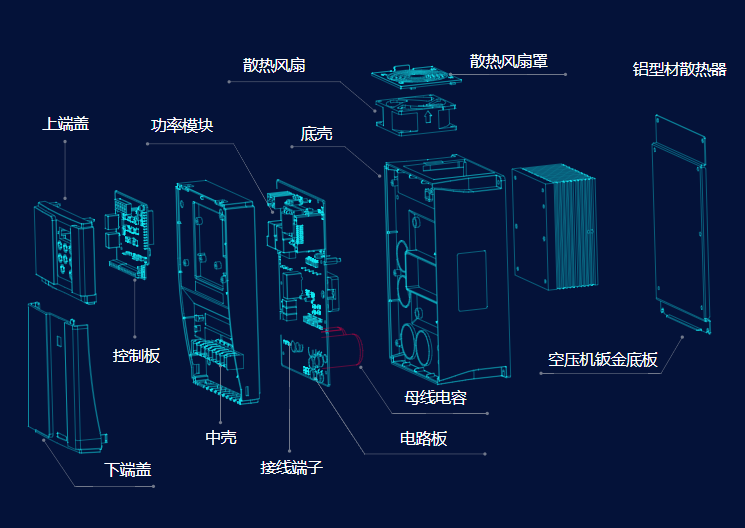 散热风扇
散热风扇罩
铝型材散热器
上端盖
功率模块
底壳
控制板
空压机钣金底板
母线电容
中壳
电路板
下端盖
接线端子